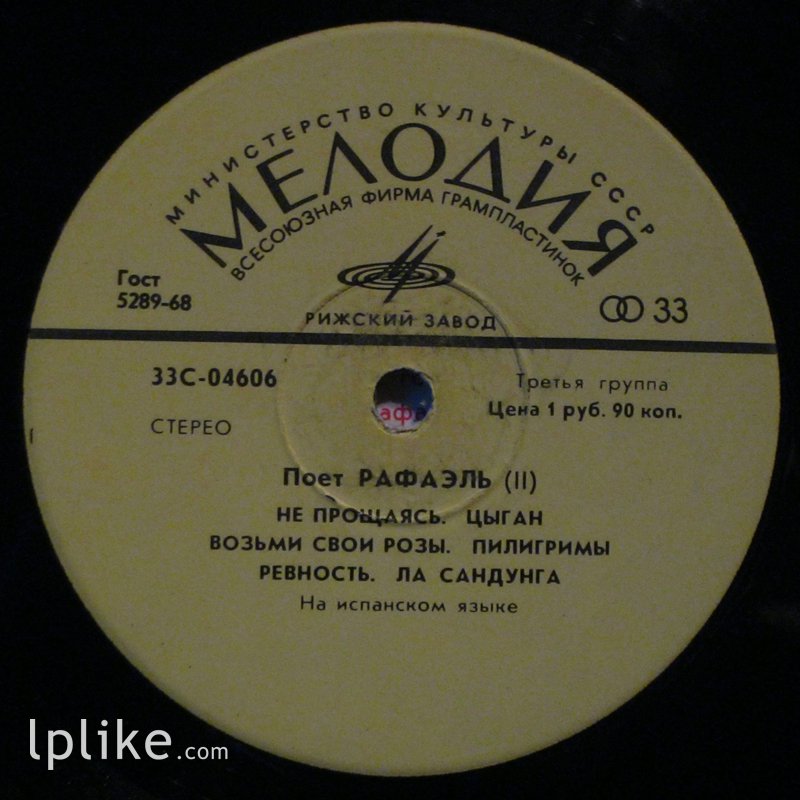 МИНИСТЕРСТВО КУЛЬТУРЫ СССР
МЕЛОДИЯ
ВСЕСОЮЗНАЯ ФИРМА ГРАМПЛАСТИНОК
Гост
5289-68
33
РИЖСКИЙ ЗАВОД
33С-04606
Третья группа
Цена 1 руб. 90 коп.
СТЕРЕО
афа
Поет РАФАЭЛЬ (II)
НЕ ПРОЩАЯСЬ. ЦЫГАН
ВОЗЬМИ СВОИ РОЗЫ. ПИЛИГРИМЫ
РЕВНОСТЬ. ЛА САНДУНГА
На испанском языке
lplike.com